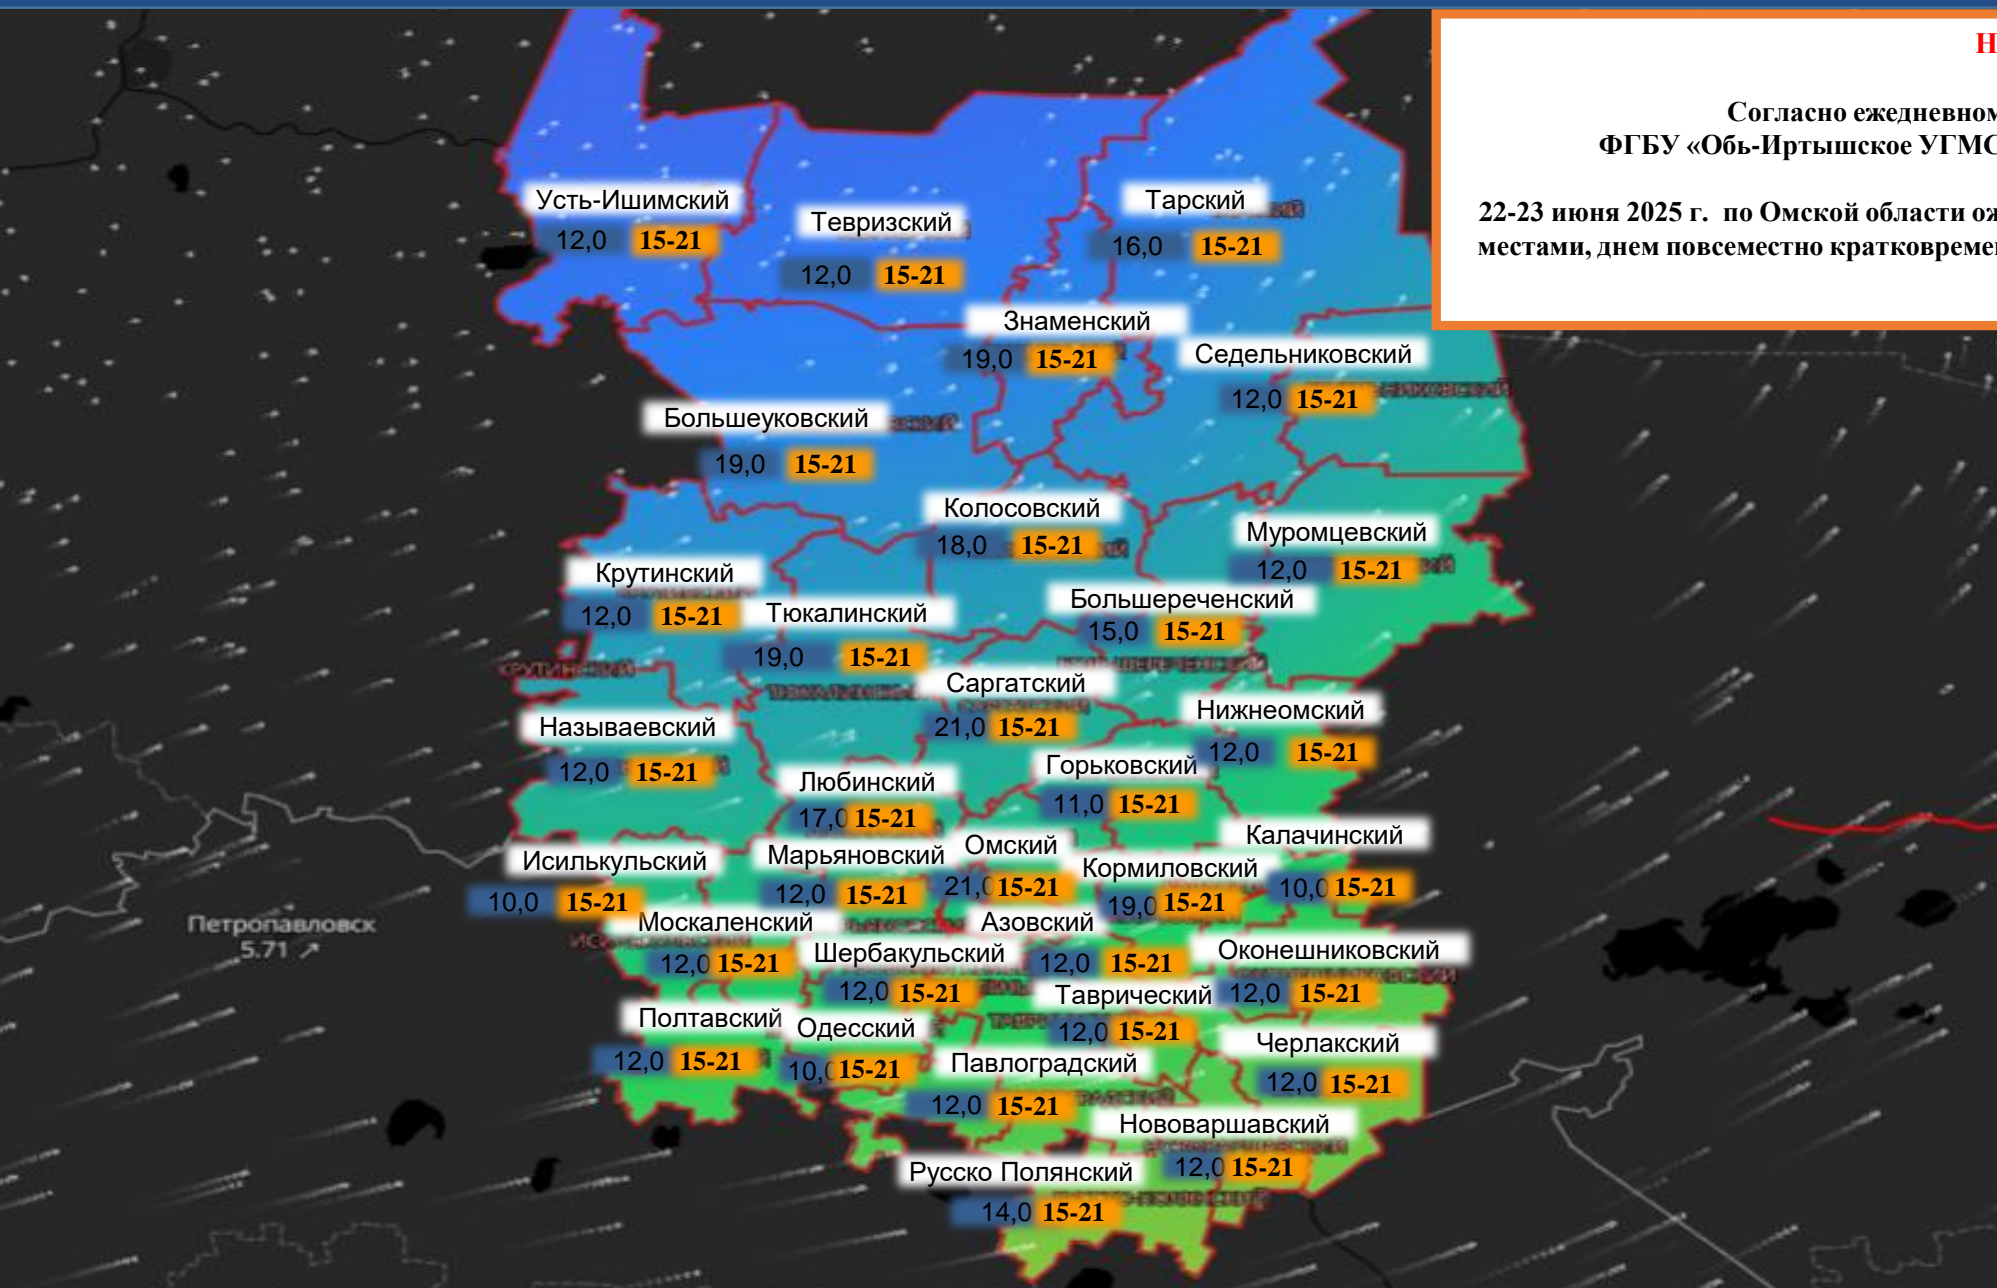 Н
Согласно ежедневном
ФГБУ «Обь-Иртышское УГМС
22-23 июня 2025 г. по Омской области ож
местами, днем повсеместно кратковремен
Усть-Ишимский
12,0 15-21
Тевризский
12,0 15-21
Тарский
16,0 15-21
Знаменский
19,0 15-21
Седельниковский
12,0 15-21
Большеуковский
19,0 15-21
Колосовский
18,0 15-21
Муромцевский
12,0 15-21
Крутинский
12,0 15-21
Тюкалинский
19,0 15-21
Большереченский
15,0 15-21
КРУТИНСКИЙ
Саргатский
21,0 15-21
Нижнеомский
12,0 15-21
Называевский
12,0 15-21
Горьковский
11,0 15-21
Любинский
17,0 15-21
Калачинский
10,0 15-21
Исилькульский
10,0 15-21
Марьяновский
12,0 15-21
Омский
21,0 15-21
Кормиловский
19,0 15-21
Петропавловск
5.71 ↗
Москаленский
12,0 15-21
Азовский
12,0 15-21
Шербакульский
12,0 15-21
Оконешниковский
12,0 15-21
Таврический
12,0 15-21
Полтавский
12,0 15-21
Одесский
10,0 15-21
Черлакский
12,0 15-21
Павлоградский
12,0 15-21
Нововаршавский
12,0 15-21
Русско Полянский
14,0 15-21